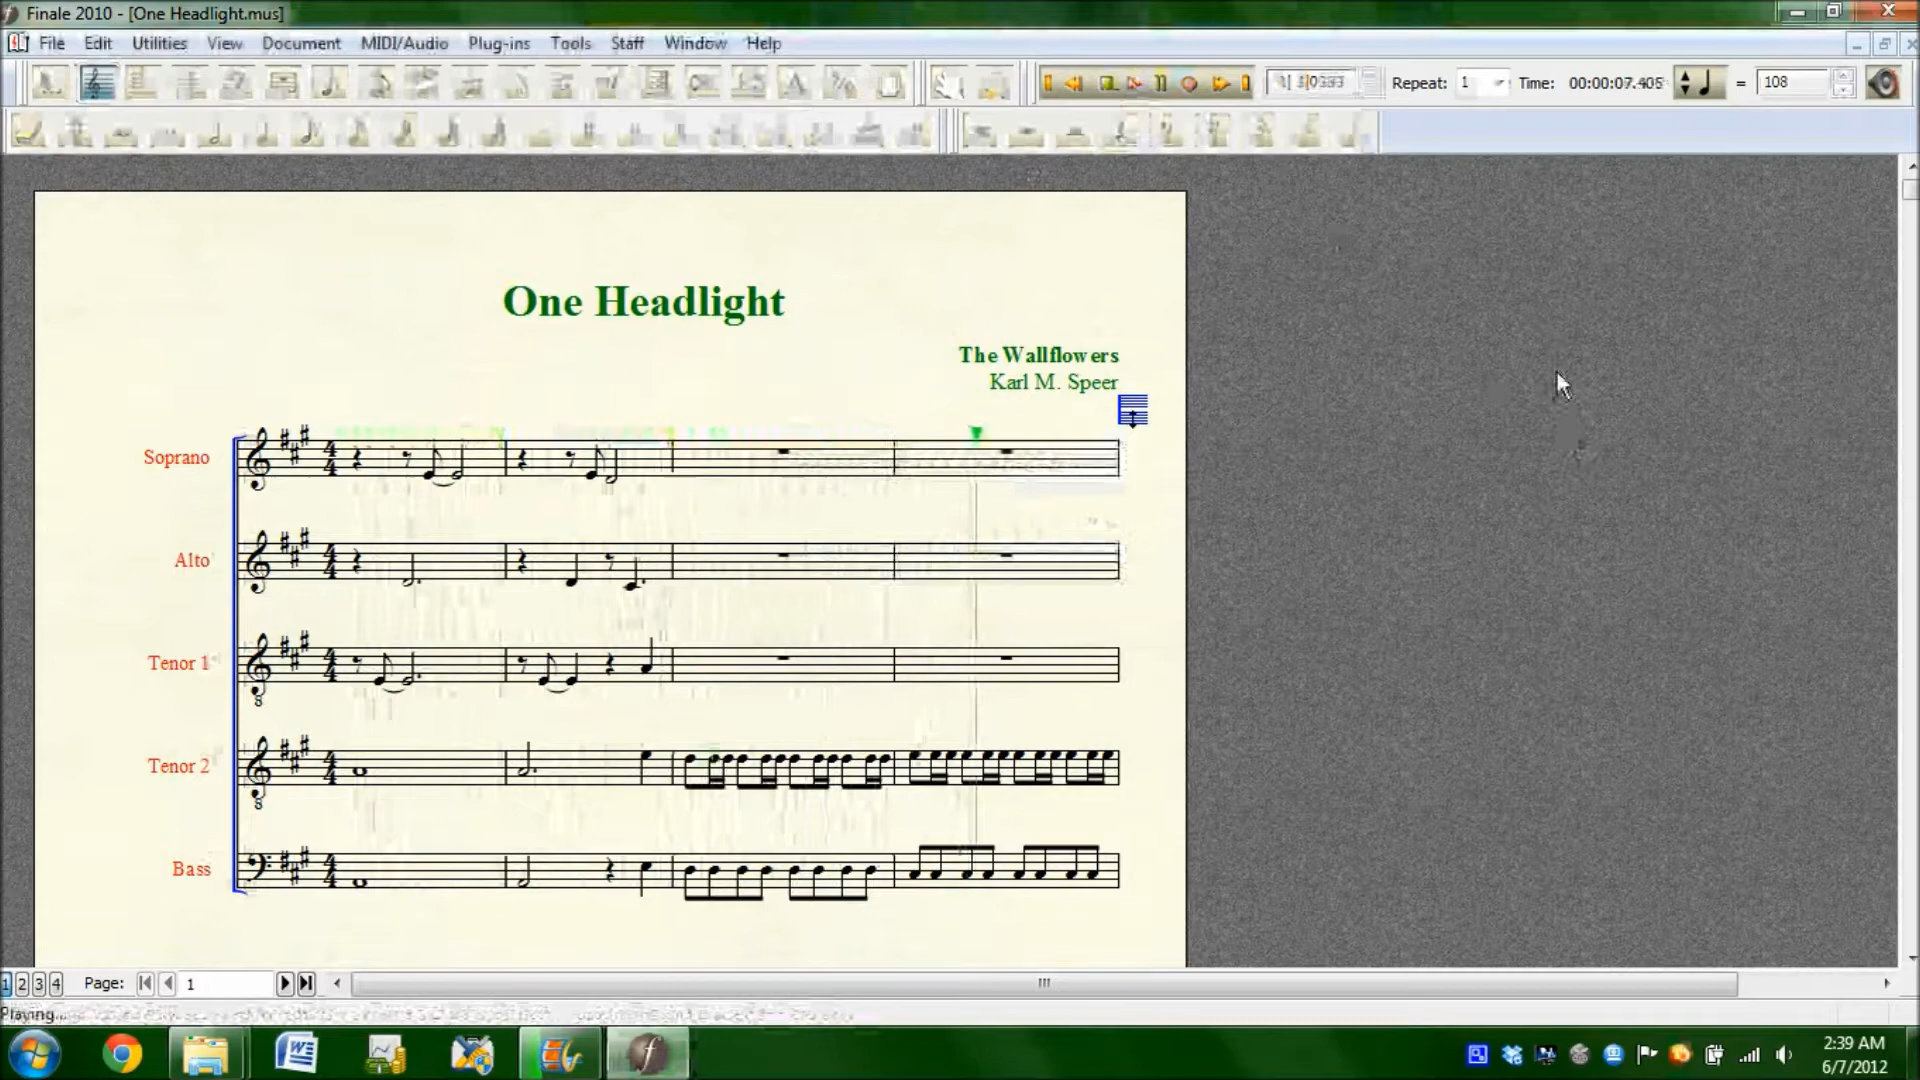 Finale 2010 - [One Headlight.mus]
File Edit Utilities View Document MIDI/Audio Plug-ins Tools Staff Window Help
Repeat: 1 Time: 00:00:07.405 = 108
One Headlight
The Wallflowers
Karl M. Speer
Soprano
Alto
Tenor 1
Tenor 2
Bass
1 2 3 4 Page: 1
Playing...
2:39 AM
6/7/2012